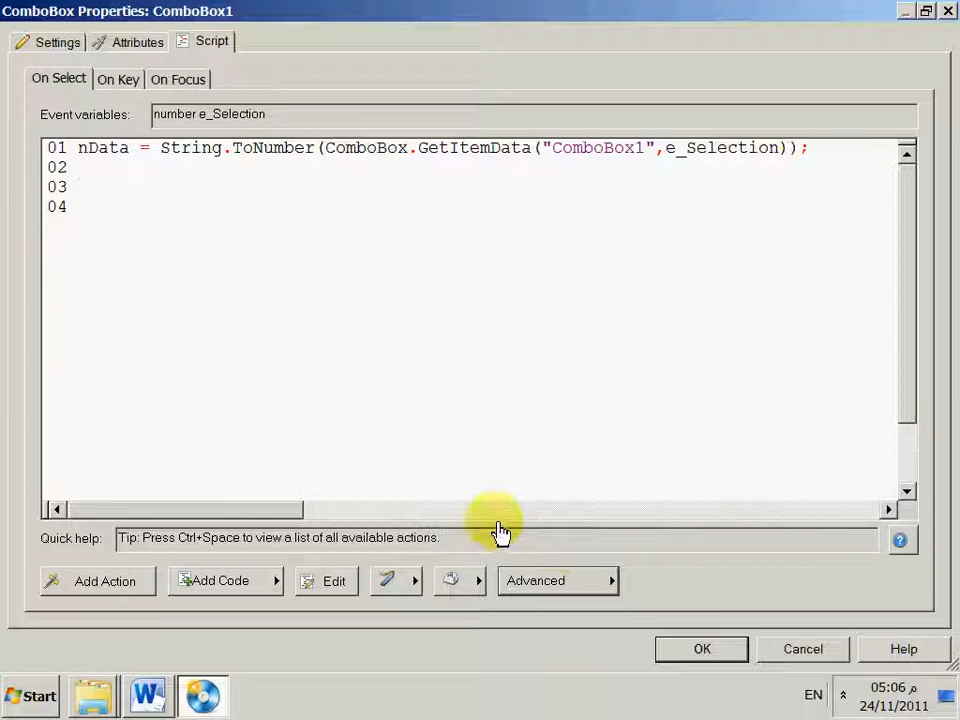 ComboBox Properties: ComboBox1
Settings Attributes Script
On Select On Key On Focus
Event variables: number e_Selection
01 nData = String.ToNumber(ComboBox.GetItemData("ComboBox1",e_Selection));
02
03
04
Quick help: Tip: Press Ctrl+Space to view a list of all available actions.
Add Action Add Code Edit Advanced
OK Cancel Help
Start EN 05:06 م
24/11/2011